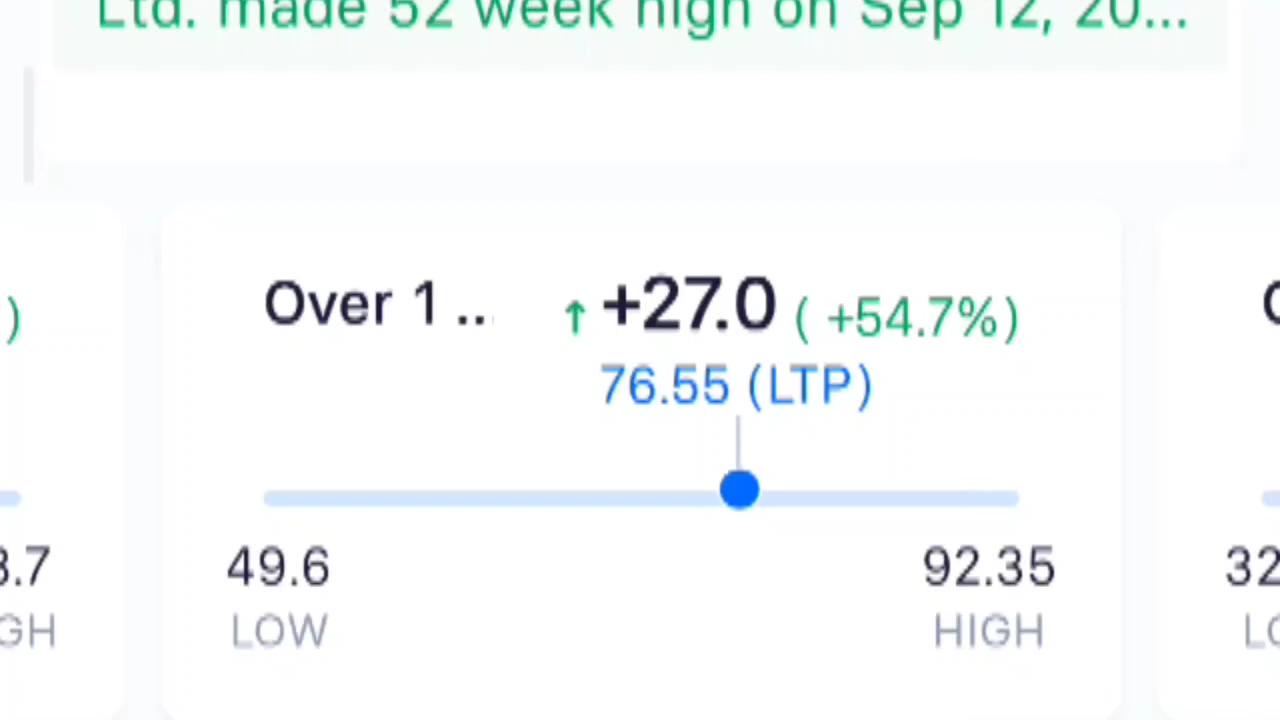 Ltd. made 52 week high on Sep 12, 20...
)
Over 1 .. ↑ +27.0 ( +54.7%)
76.55 (LTP)
49.6 92.35 32
LOW HIGH